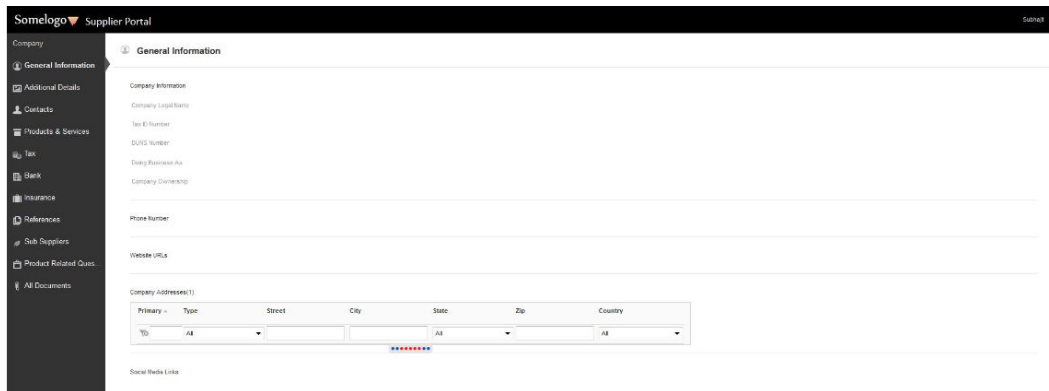 Somelogo Supplier Portal
Subhajit
Company
General Information
Additional Details
Contacts
Products & Services
Tax
Bank
Insurance
References
Sub Suppliers
Product Related Ques...
All Documents
General Information
Company Information
Company Legal Name
Tax ID Number
DUNS Number
Doing Business As
Company Ownership
Phone Number
Website URLs
Company Addresses(1)
Primary Type Street City State Zip Country
All All All
Social Media Links